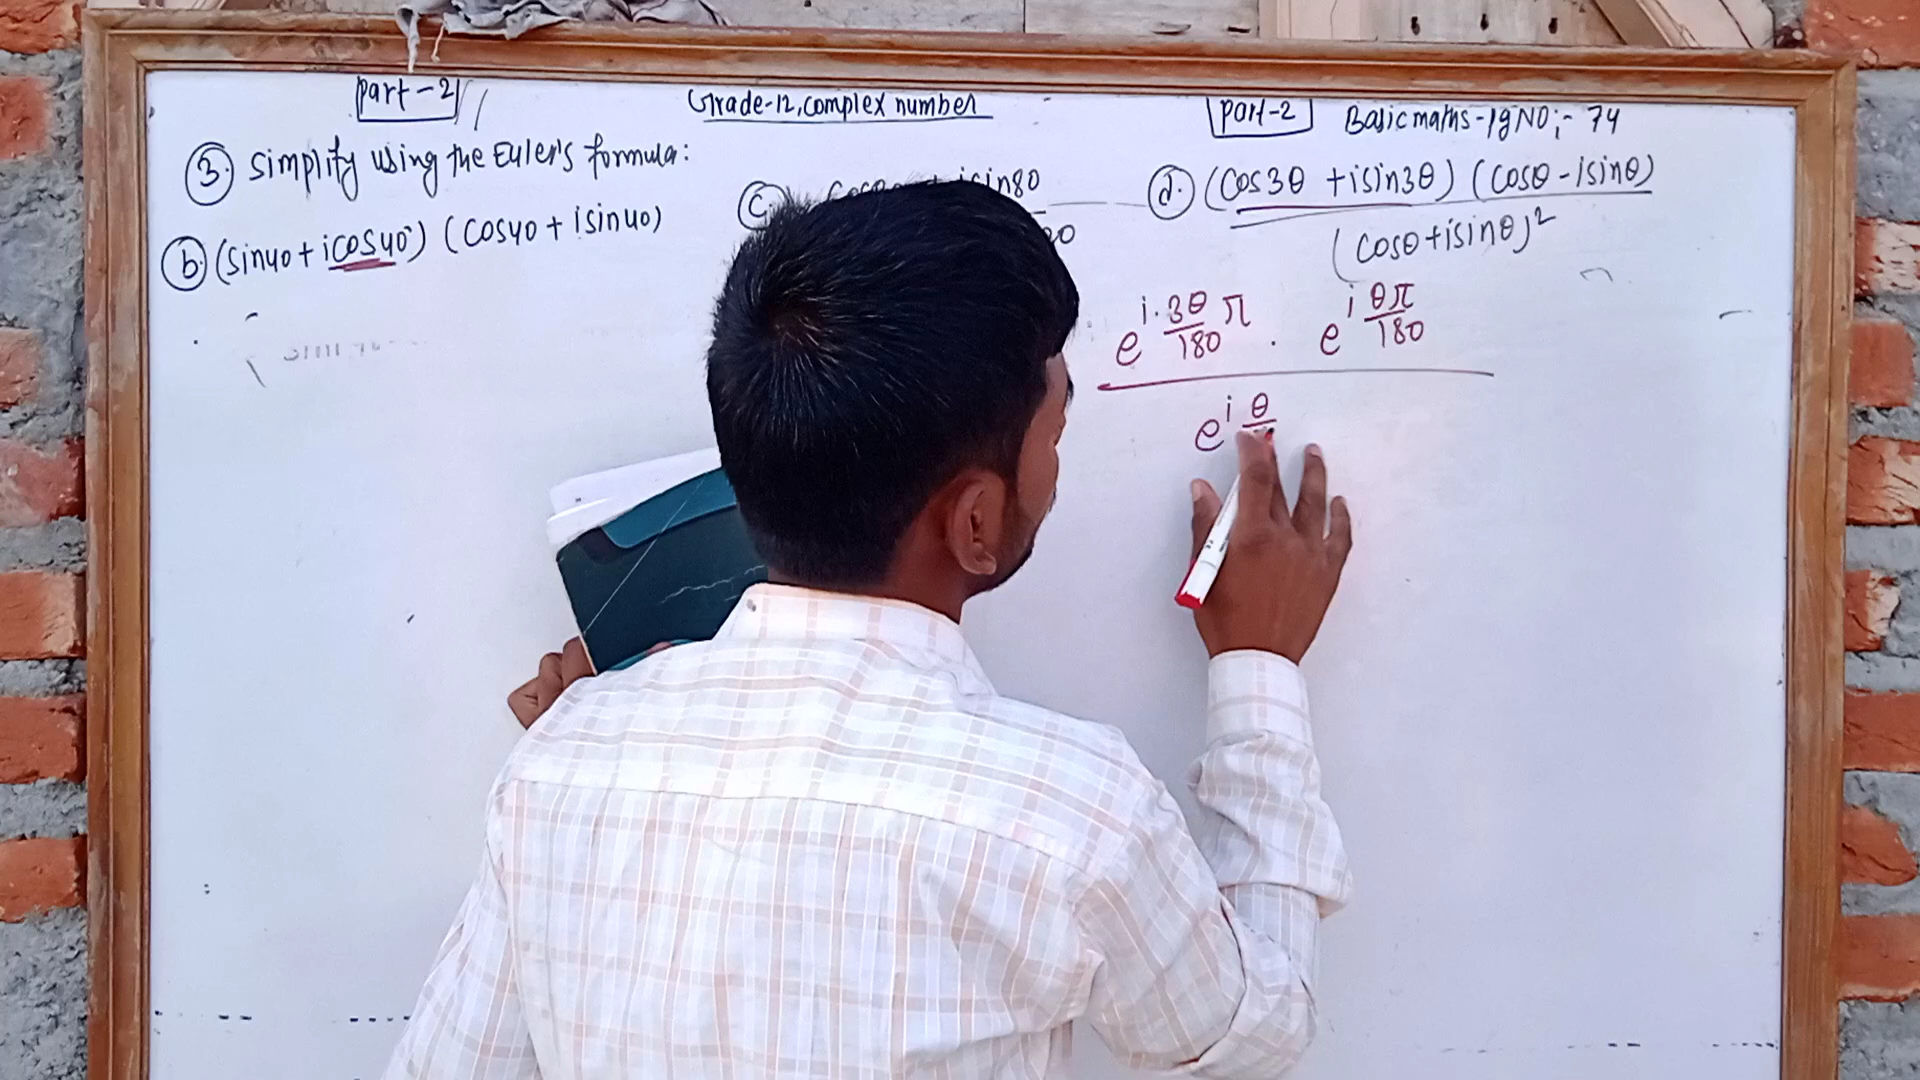 Part-2
Grade-12, complex number
Part-2
Basic maths - Pg NO;- 74
③ Simplify using the Euler's formula:
ⓑ (sin40 + icos40°) (cos40 + isin40)
ⓒ isin80
ⓓ (cos3θ + isin3θ) (cosθ - isinθ)
(cosθ + isinθ)²
e^i.3θ/180 π . e^i θπ/180
e^i θ